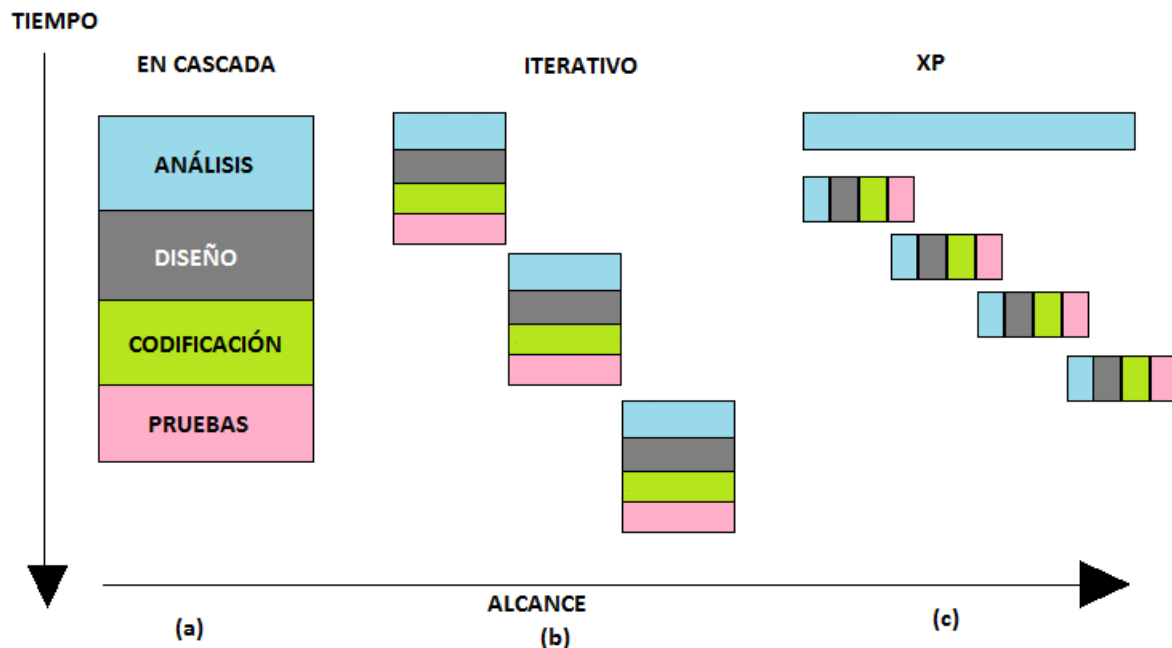 TIEMPO
EN CASCADA
ITERATIVO
XP
ANÁLISIS
DISEÑO
CODIFICACIÓN
PRUEBAS
ALCANCE
(a)
(b)
(c)